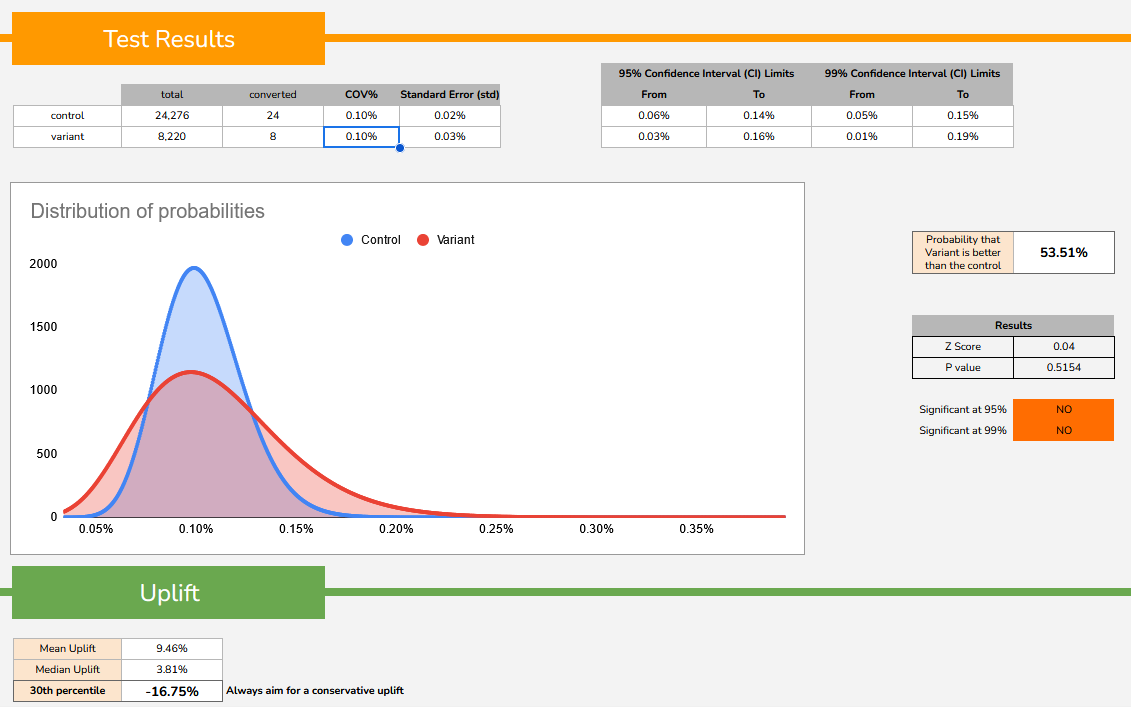 Test Results
95% Confidence Interval (CI) Limits 99% Confidence Interval (CI) Limits
total converted COV% Standard Error (std) From To From To
control 24,276 24 0.10% 0.02% 0.06% 0.14% 0.05% 0.15%
variant 8,220 8 0.10% 0.03% 0.03% 0.16% 0.01% 0.19%
Distribution of probabilities
Control Variant
2000
1500
1000
500
0
0.05% 0.10% 0.15% 0.20% 0.25% 0.30% 0.35%
Probability that
Variant is better
than the control
53.51%
Results
Z Score 0.04
P value 0.5154
Significant at 95% NO
Significant at 99% NO
Uplift
Mean Uplift 9.46%
Median Uplift 3.81%
30th percentile -16.75% Always aim for a conservative uplift